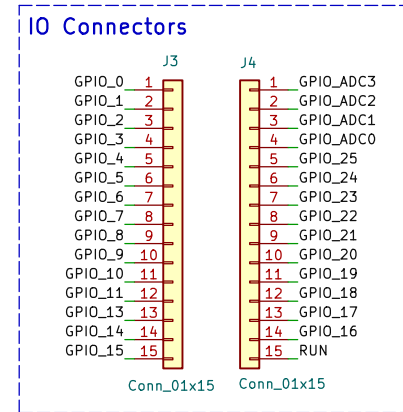 IO Connectors
J3 J4
GPIO_0 1 1 GPIO_ADC3
GPIO_1 2 2 GPIO_ADC2
GPIO_2 3 3 GPIO_ADC1
GPIO_3 4 4 GPIO_ADC0
GPIO_4 5 5 GPIO_25
GPIO_5 6 6 GPIO_24
GPIO_6 7 7 GPIO_23
GPIO_7 8 8 GPIO_22
GPIO_8 9 9 GPIO_21
GPIO_9 10 10 GPIO_20
GPIO_10 11 11 GPIO_19
GPIO_11 12 12 GPIO_18
GPIO_13 13 13 GPIO_17
GPIO_14 14 14 GPIO_16
GPIO_15 15 15 RUN
Conn_01x15 Conn_01x15